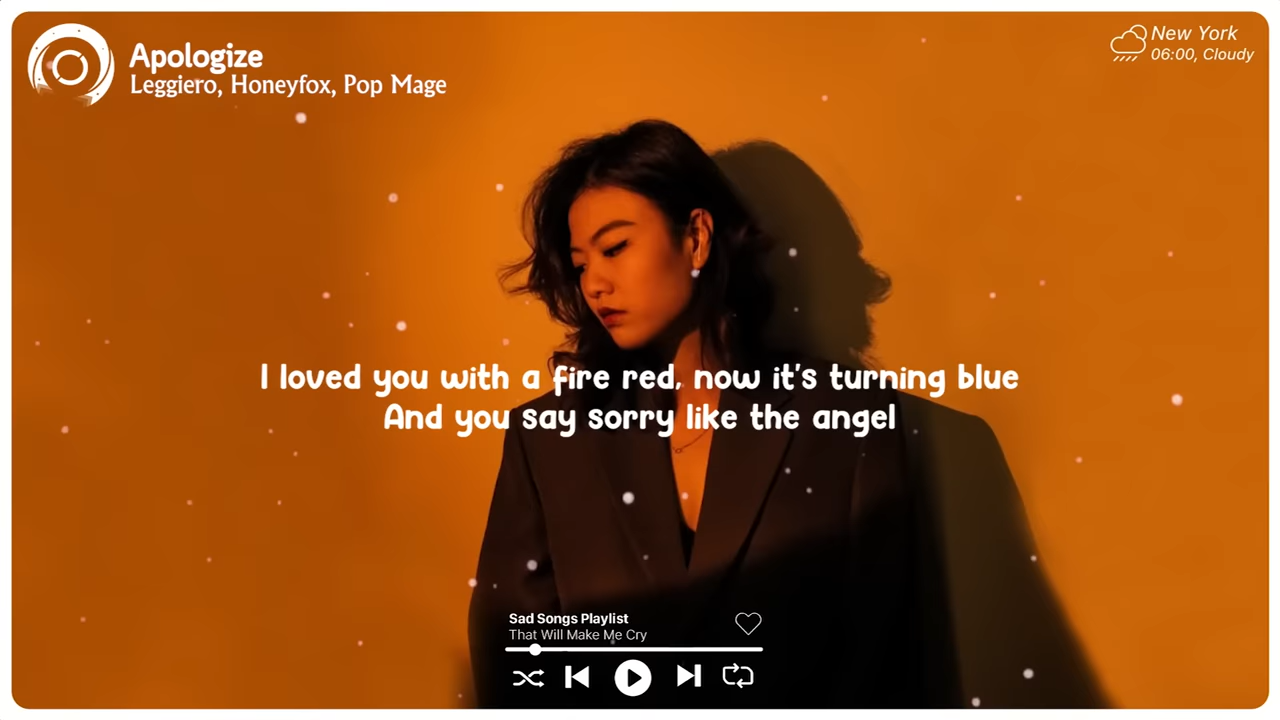 Apologize
Leggiero, Honeyfox, Pop Mage
New York
06:00, Cloudy
I loved you with a fire red, now it's turning blue
And you say sorry like the angel
Sad Songs Playlist
That Will Make Me Cry